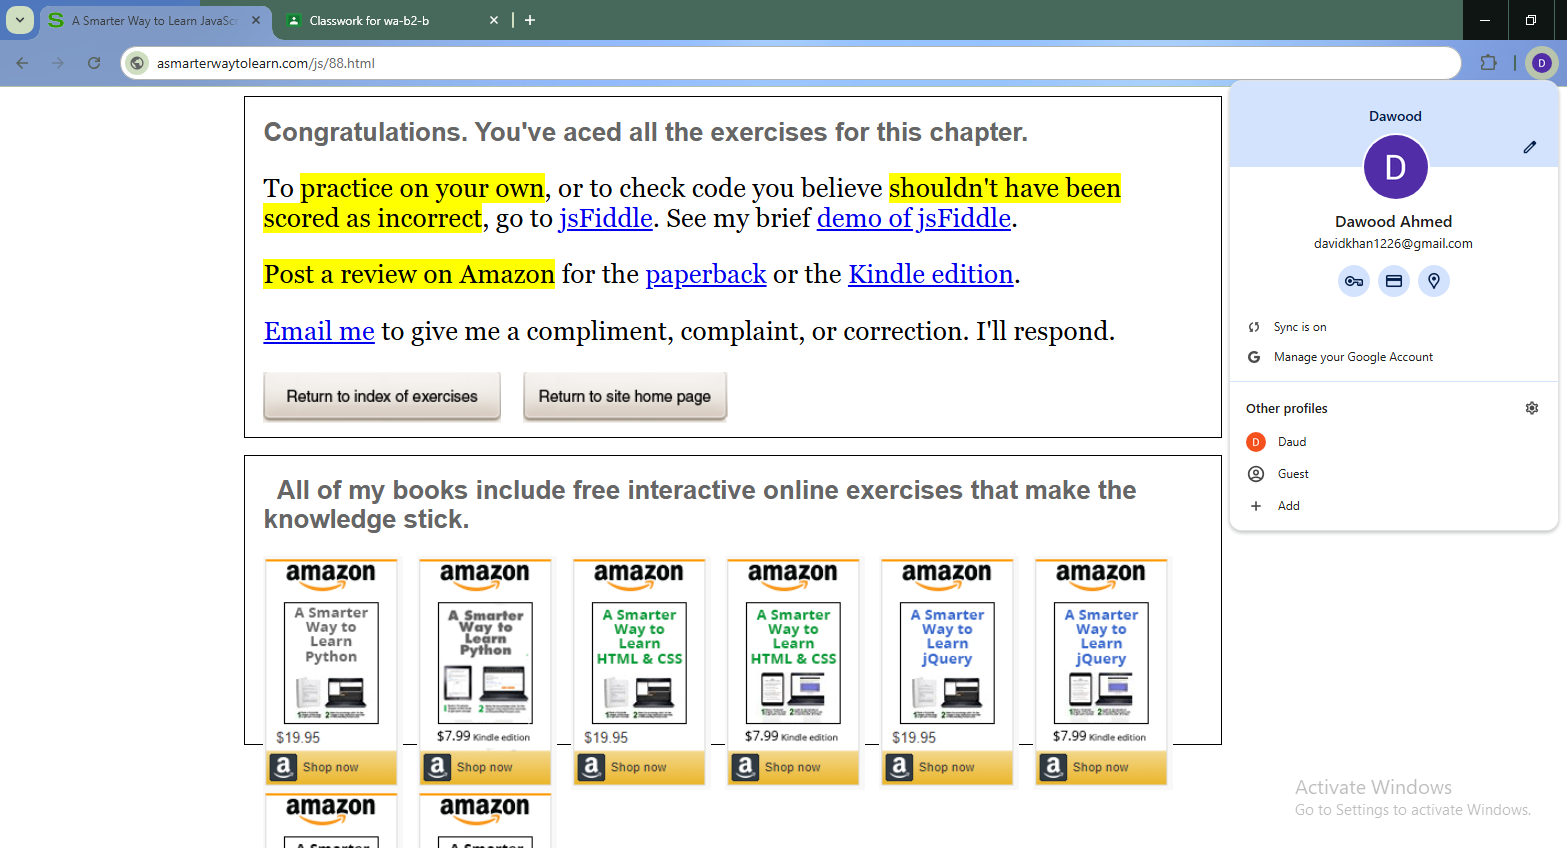 A Smarter Way to Learn JavaSc
Classwork for wa-b2-b
asmarterwaytolearn.com/js/88.html
D
Congratulations. You've aced all the exercises for this chapter.
To practice on your own, or to check code you believe shouldn't have been
scored as incorrect, go to jsFiddle. See my brief demo of jsFiddle.
Post a review on Amazon for the paperback or the Kindle edition.
Email me to give me a compliment, complaint, or correction. I'll respond.
Return to index of exercises
Return to site home page
Dawood
D
Dawood Ahmed
davidkhan1226@gmail.com
Sync is on
Manage your Google Account
Other profiles
D
Daud
Guest
Add
All of my books include free interactive online exercises that make the
knowledge stick.
amazon
A Smarter
Way to
Learn
Python
$19.95
a Shop now
amazon
A Smarter
Way to
Learn
Python
$7.99 Kindle edition
a Shop now
amazon
A Smarter
Way to
Learn
HTML & CSS
$19.95
a Shop now
amazon
A Smarter
Way to
Learn
HTML & CSS
$7.99 Kindle edition
a Shop now
amazon
A Smarter
Way to
Learn
jQuery
$19.95
a Shop now
amazon
A Smarter
Way to
Learn
jQuery
$7.99 Kindle edition
a Shop now
amazon
A Smarter
amazon
A Smarter
Activate Windows
Go to Settings to activate Windows.